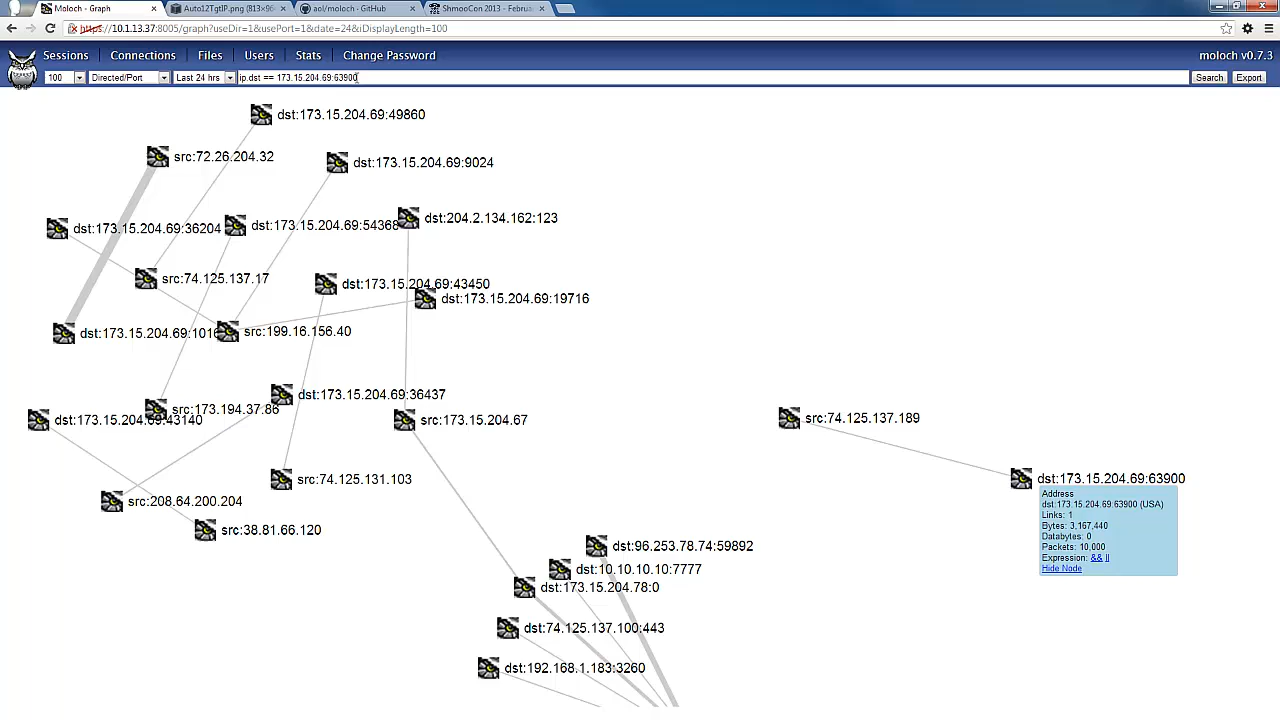 Moloch - Graph
Auto12TgtIP.png (813×96
aol/moloch · GitHub
ShmooCon 2013 - Februa
https://10.1.13.37:8005/graph?useDir=1&usePort=1&date=24&iDisplayLength=100
Sessions Connections Files Users Stats Change Password moloch v0.7.3
100 Directed/Port Last 24 hrs ip.dst == 173.15.204.69:63900 Search Export
dst:173.15.204.69:49860
src:72.26.204.32
dst:173.15.204.69:9024
dst:204.2.134.162:123
dst:173.15.204.69:36204
dst:173.15.204.69:54368
src:74.125.137.17
dst:173.15.204.69:43450
dst:173.15.204.69:19716
dst:173.15.204.69:101
src:199.16.156.40
dst:173.15.204.69:36437
src:173.194.37.86
dst:173.15.204.69:43140
src:173.15.204.67
src:74.125.137.189
src:74.125.131.103
dst:173.15.204.69:63900
Address
dst:173.15.204.69:63900 (USA)
Links: 1
Bytes: 3,167,440
Databytes: 0
Packets: 10,000
Expression: && ||
Hide Node
src:208.64.200.204
src:38.81.66.120
dst:96.253.78.74:59892
dst:10.10.10.10:7777
dst:173.15.204.78:0
dst:74.125.137.100:443
dst:192.168.1.183:3260